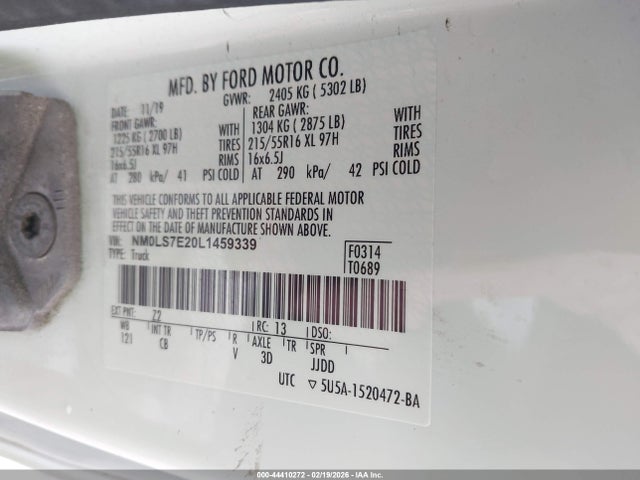 MFD. BY FORD MOTOR CO.
DATE: 11/19 GVWR: 2405 KG ( 5302 LB)
FRONT GAWR: REAR GAWR:
1225 KG ( 2700 LB) WITH 1304 KG ( 2875 LB) WITH
215/55R16 XL 97H TIRES 215/55R16 XL 97H TIRES
16x6.5J RIMS 16x6.5J RIMS
AT 280 kPa/ 41 PSI COLD AT 290 kPa/ 42 PSI COLD
THIS VEHICLE CONFORMS TO ALL APPLICABLE FEDERAL MOTOR
VEHICLE SAFETY AND THEFT PREVENTION STANDARDS IN
EFFECT ON THE DATE OF MANUFACTURE SHOWN ABOVE.
VIN: NM0LS7E20L1459339 F0314
TYPE: Truck T0689
EXT PNT: Z2 RC: 13 DSO:
WB INT TR TP/PS R AXLE TR SPR
121 CB V 3D JJDD
UTC ▽ 5U5A-1520472-BA
000-44410272 - 02/19/2026 - IAAI.com